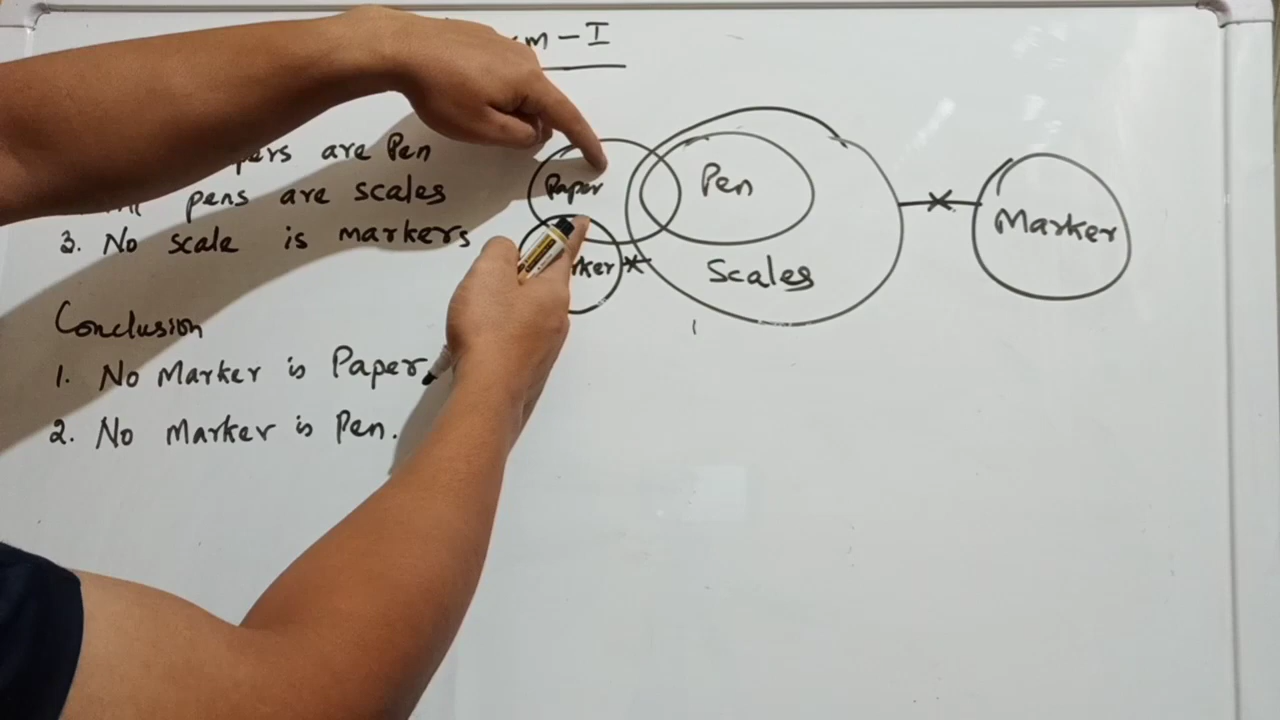 m - I
pers are Pen
pens are scales
3. No scale is markers
Conclusion
1. No Marker is Paper
2. No Marker is Pen.
Paper
Pen
Scales
rker
Marker